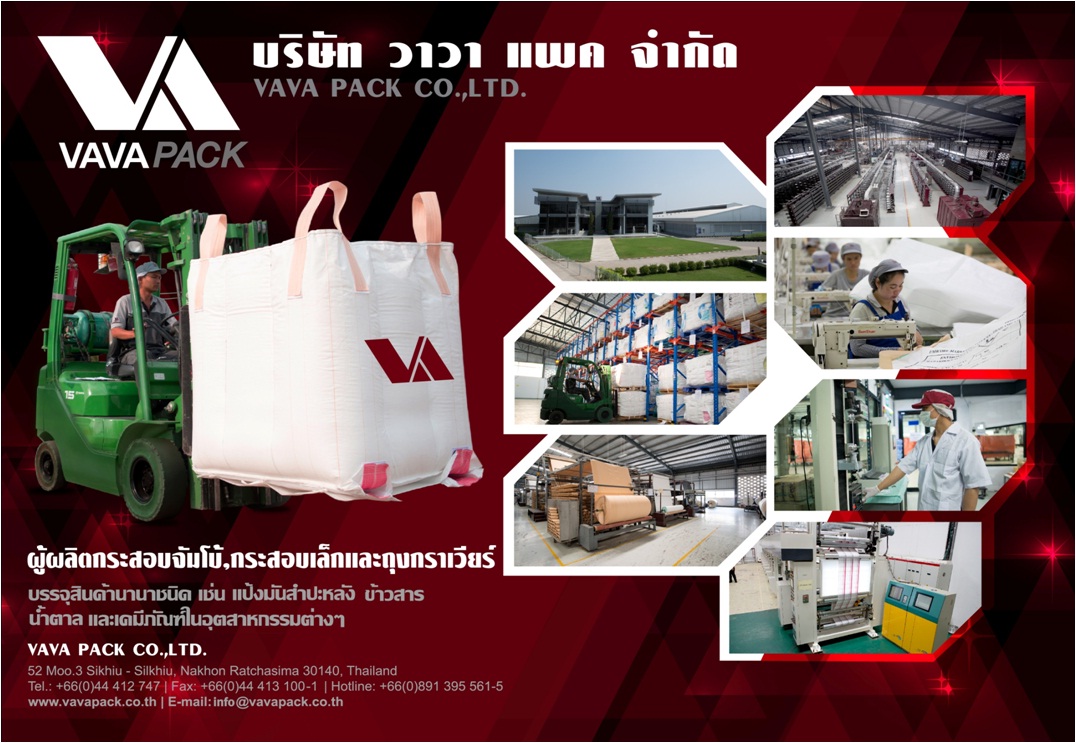 บริษัท วาวา แพค จำกัด
VAVA PACK CO.,LTD.
VAVA PACK
15
ผู้ผลิตกระสอบจัมโบ้,กระสอบเล็กและถุงกราเวียร์
บรรจุสินค้านานาชนิด เช่น แป้งมันสำปะหลัง ข้าวสาร
น้ำตาล และเคมีภัณฑ์ในอุตสาหกรรมต่างๆ
VAVA PACK CO.,LTD.
52 Moo.3 Sikhiu - Silkhiu, Nakhon Ratchasima 30140, Thailand
Tel.: +66(0)44 412 747 | Fax: +66(0)44 413 100-1 | Hotline: +66(0)891 395 561-5
www.vavapack.co.th | E-mail: info@vavapack.co.th